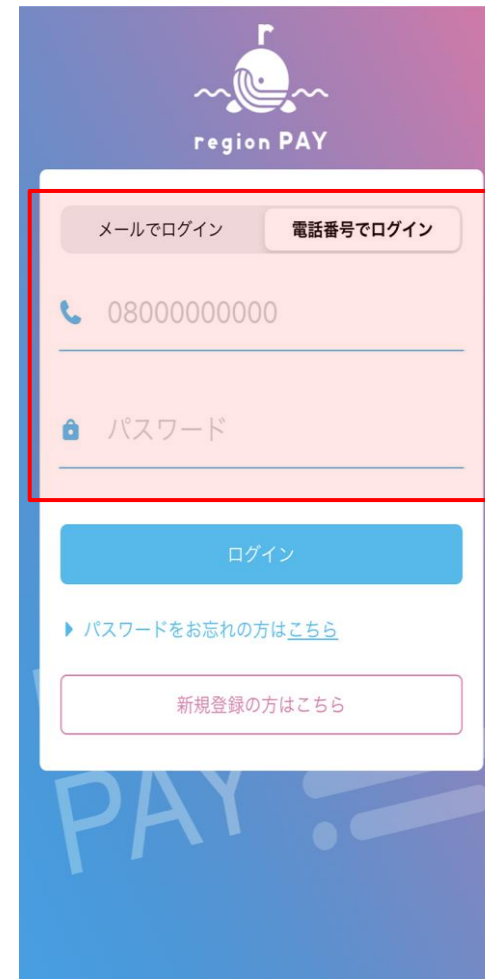 r
region PAY
メールでログイン 電話番号でログイン
08000000000
パスワード
ログイン
パスワードをお忘れの方はこちら
新規登録の方はこちら
PAY